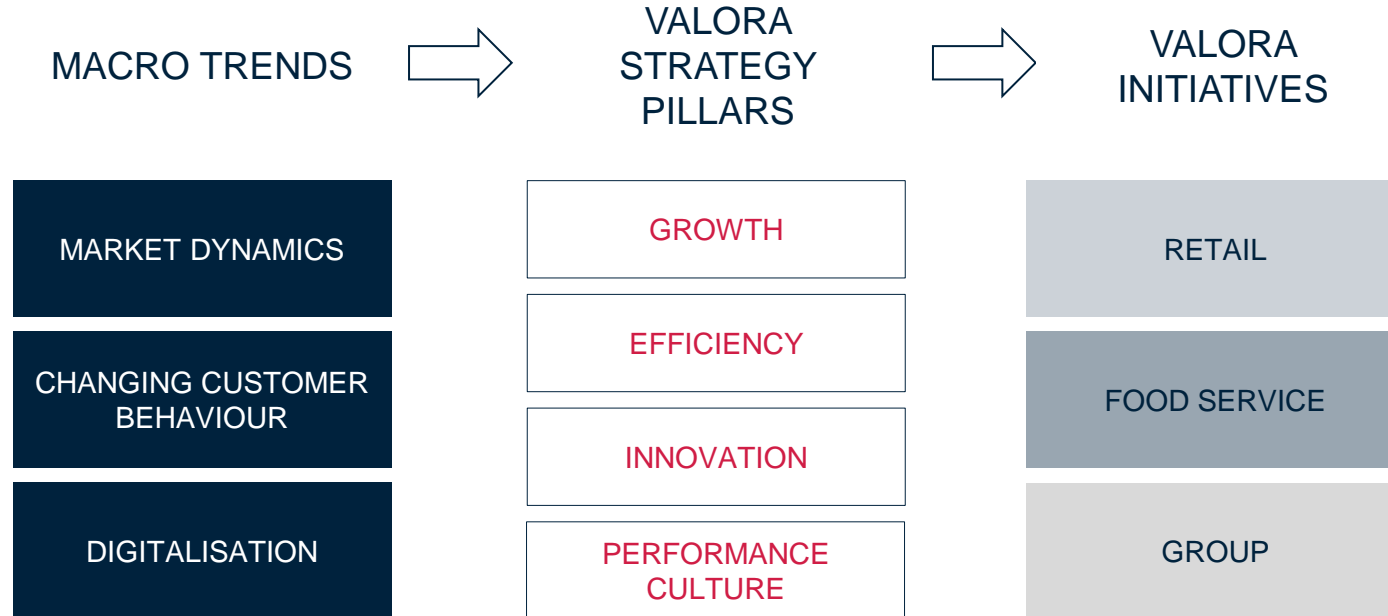 MACRO TRENDS
VALORA
STRATEGY
PILLARS
VALORA
INITIATIVES
MARKET DYNAMICS
CHANGING CUSTOMER
BEHAVIOUR
DIGITALISATION
GROWTH
EFFICIENCY
INNOVATION
PERFORMANCE
CULTURE
RETAIL
FOOD SERVICE
GROUP